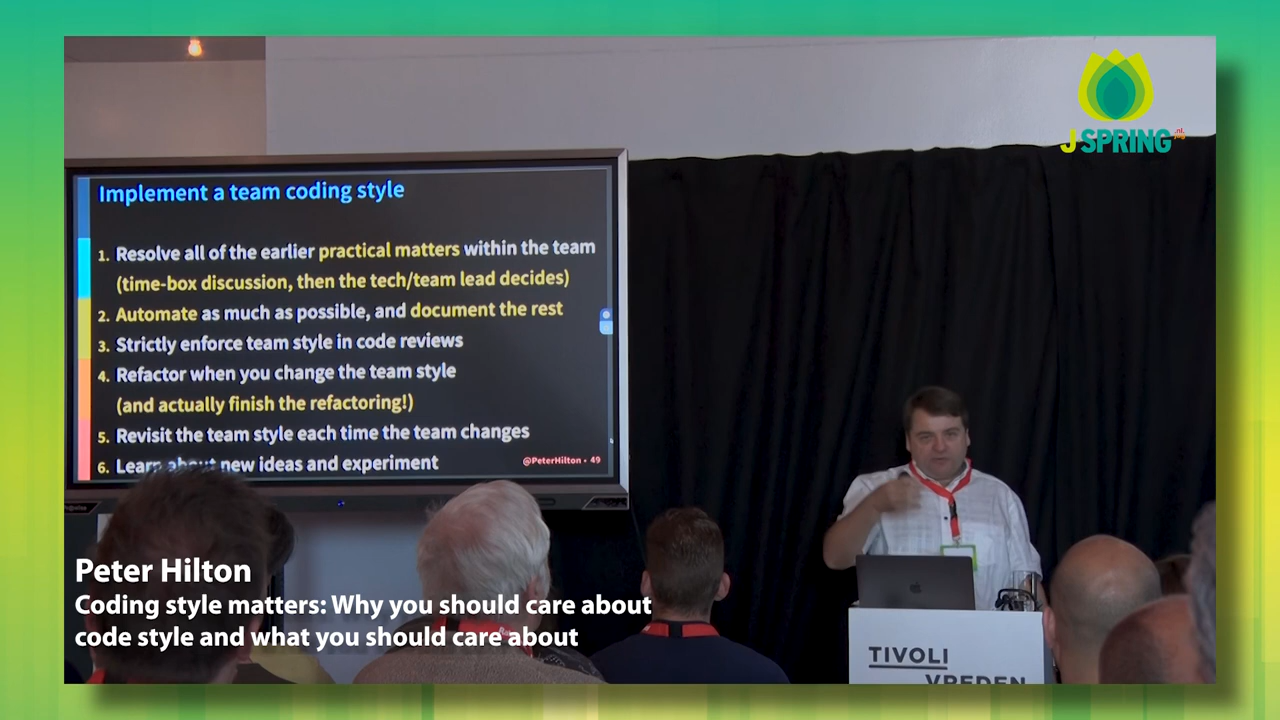 J SPRING
Implement a team coding style
1. Resolve all of the earlier practical matters within the team
(time-box discussion, then the tech/team lead decides)
2. Automate as much as possible, and document the rest
3. Strictly enforce team style in code reviews
4. Refactor when you change the team style
(and actually finish the refactoring!)
5. Revisit the team style each time the team changes
6. Learn about new ideas and experiment
@PeterHilton • 49
Peter Hilton
Coding style matters: Why you should care about
code style and what you should care about
TIVOLI
VREDEN